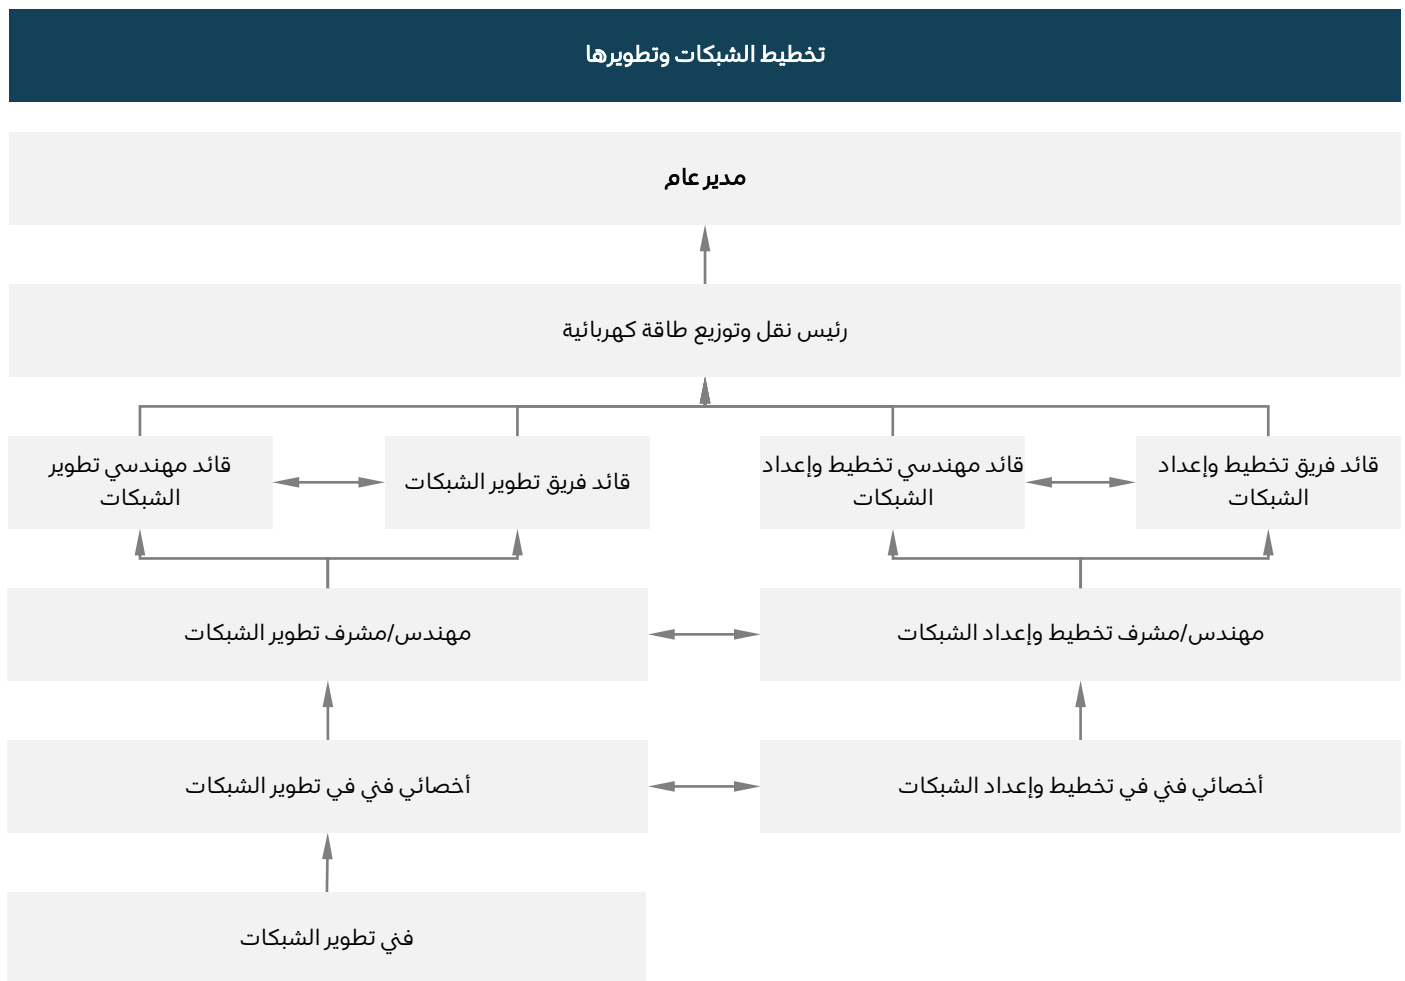 تخطيط الشبكات وتطويرها
مدير عام
رئيس نقل وتوزيع طاقة كهربائية
قائد فريق تخطيط وإعداد
الشبكات
قائد مهندسي تخطيط وإعداد
الشبكات
قائد فريق تطوير الشبكات
قائد مهندسي تطوير
الشبكات
مهندس/مشرف تخطيط وإعداد الشبكات
مهندس/مشرف تطوير الشبكات
أخصائي فني في تخطيط وإعداد الشبكات
أخصائي فني في تطوير الشبكات
فني تطوير الشبكات